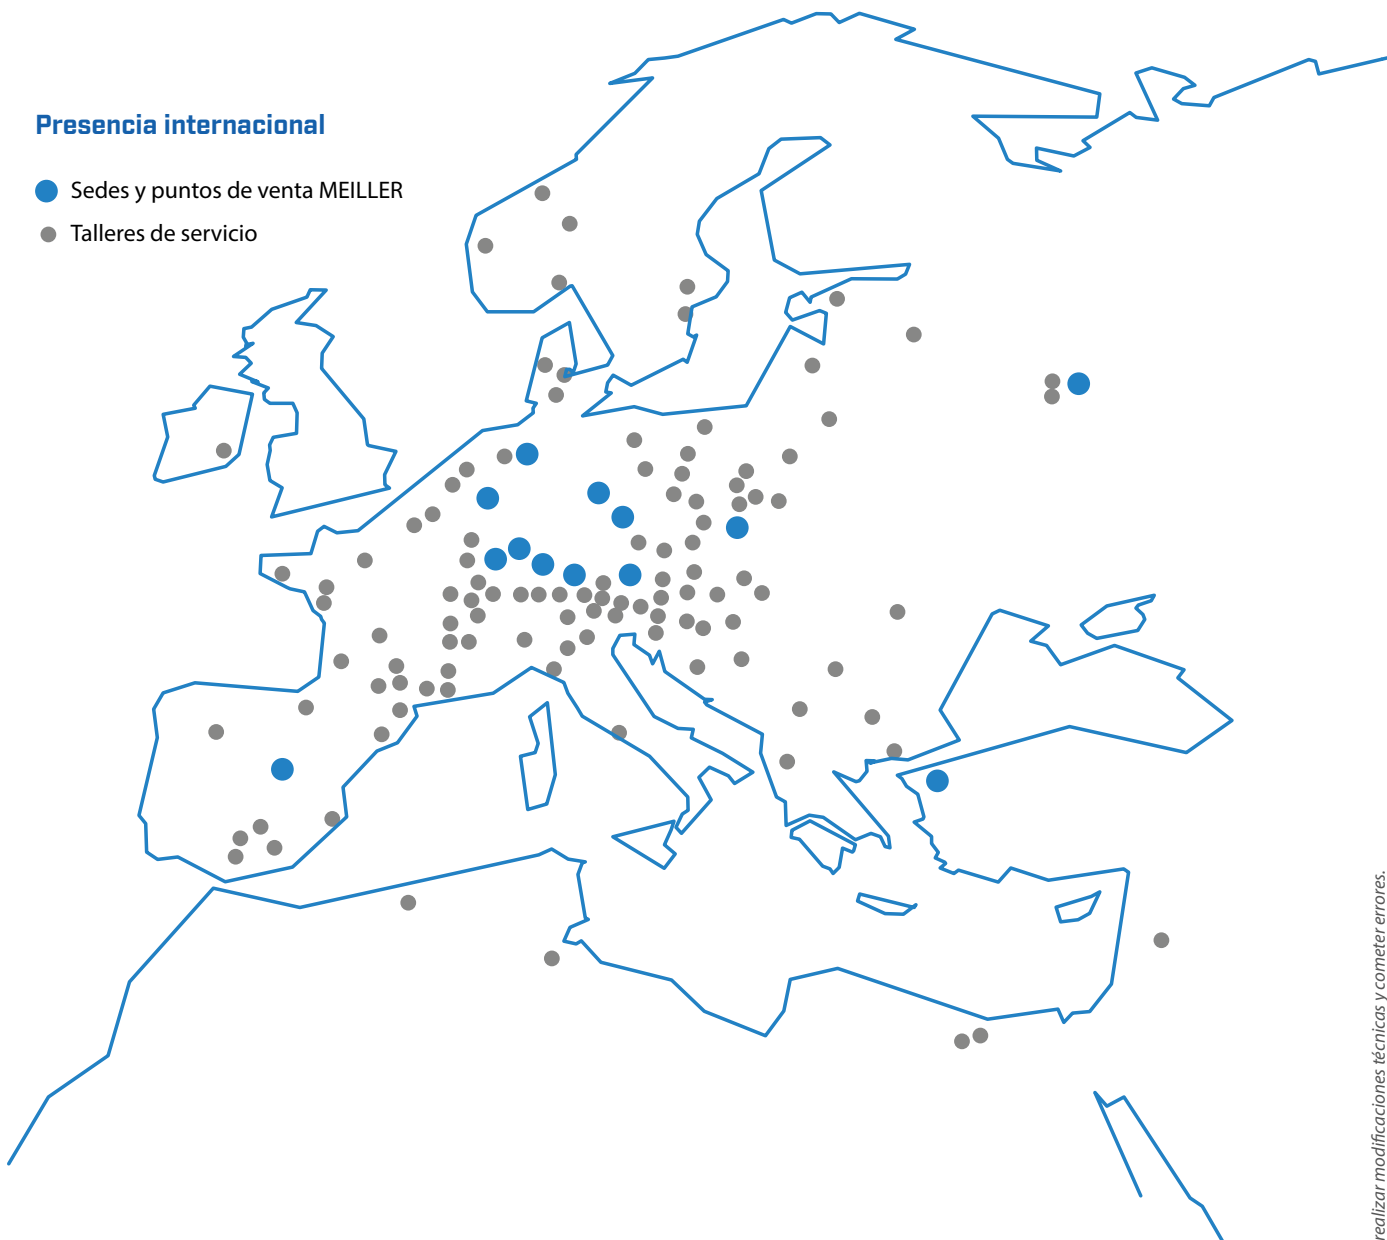 Presencia internacional
Sedes y puntos de venta MEILLER
Talleres de servicio
realizar modificaciones técnicas y cometer errores.